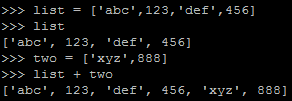 >>> list = ['abc',123,'def',456]
>>> list
['abc', 123, 'def', 456]
>>> two = ['xyz',888]
>>> list + two
['abc', 123, 'def', 456, 'xyz', 888]